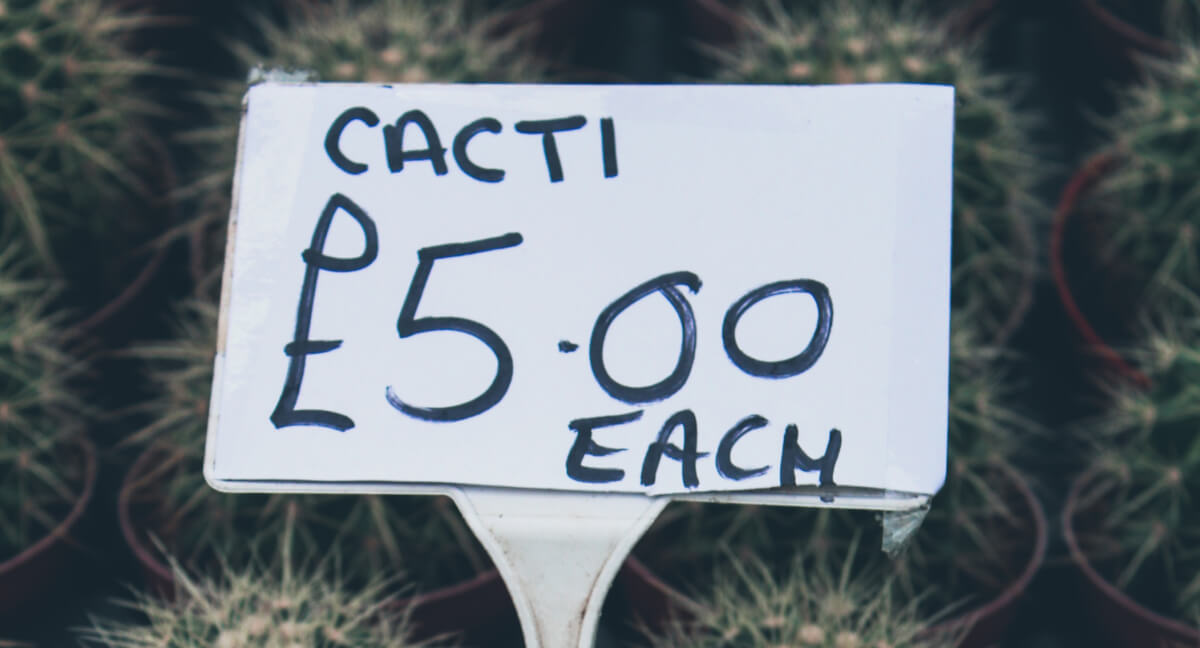 CACTI
£5.00
EACH